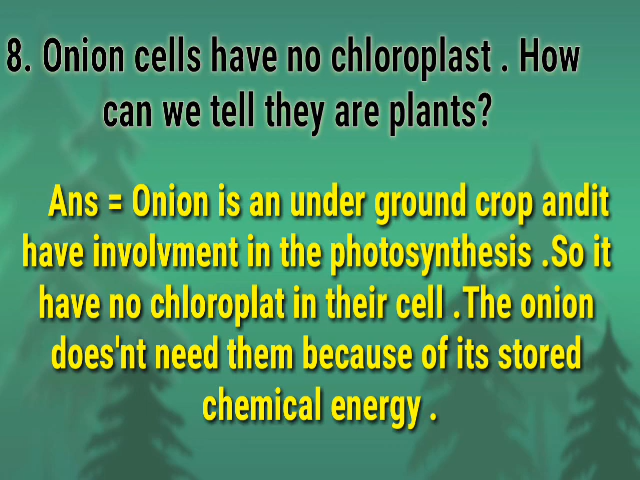 8. Onion cells have no chloroplast . How
can we tell they are plants?
Ans = Onion is an under ground crop andit
have involvment in the photosynthesis .So it
have no chloroplat in their cell .The onion
does'nt need them because of its stored
chemical energy .